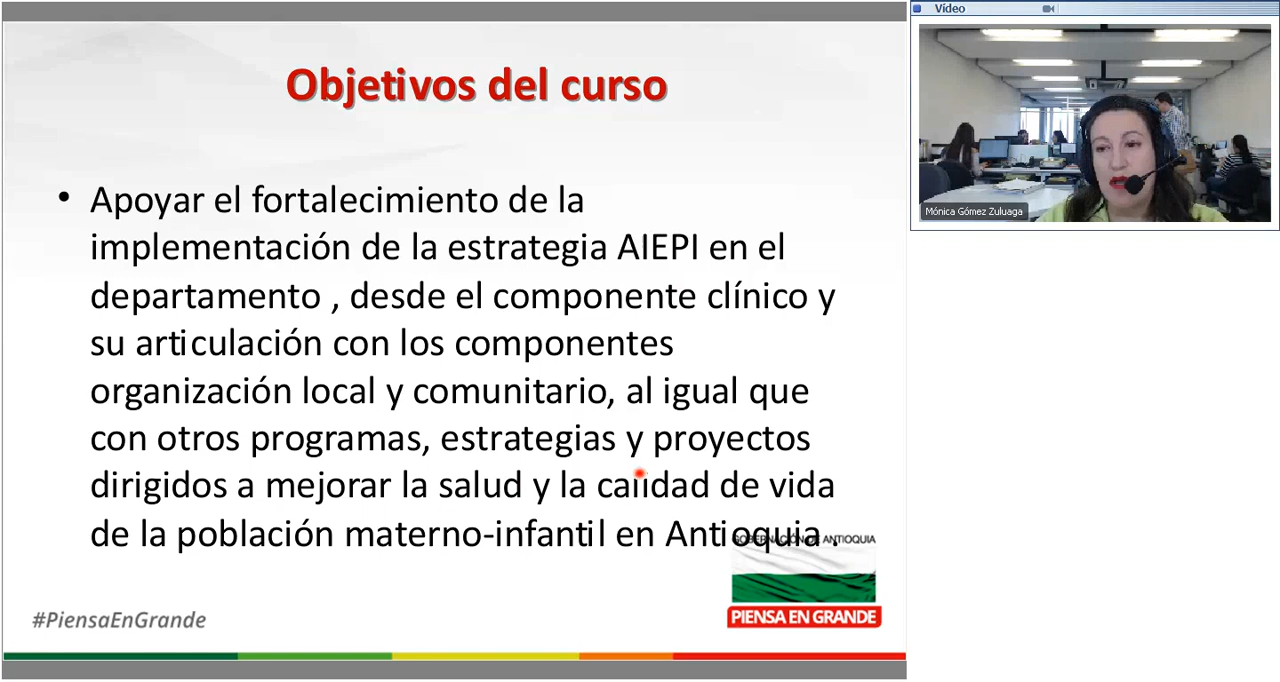 Objetivos del curso
• Apoyar el fortalecimiento de la
implementación de la estrategia AIEPI en el
departamento , desde el componente clínico y
su articulación con los componentes
organización local y comunitario, al igual que
con otros programas, estrategias y proyectos
dirigidos a mejorar la salud y la calidad de vida
de la población materno-infantil en Antioquia .
GOBERNACIÓN DE ANTIOQUIA
PIENSA EN GRANDE
#PiensaEnGrande
Vídeo
Mónica Gómez Zuluaga